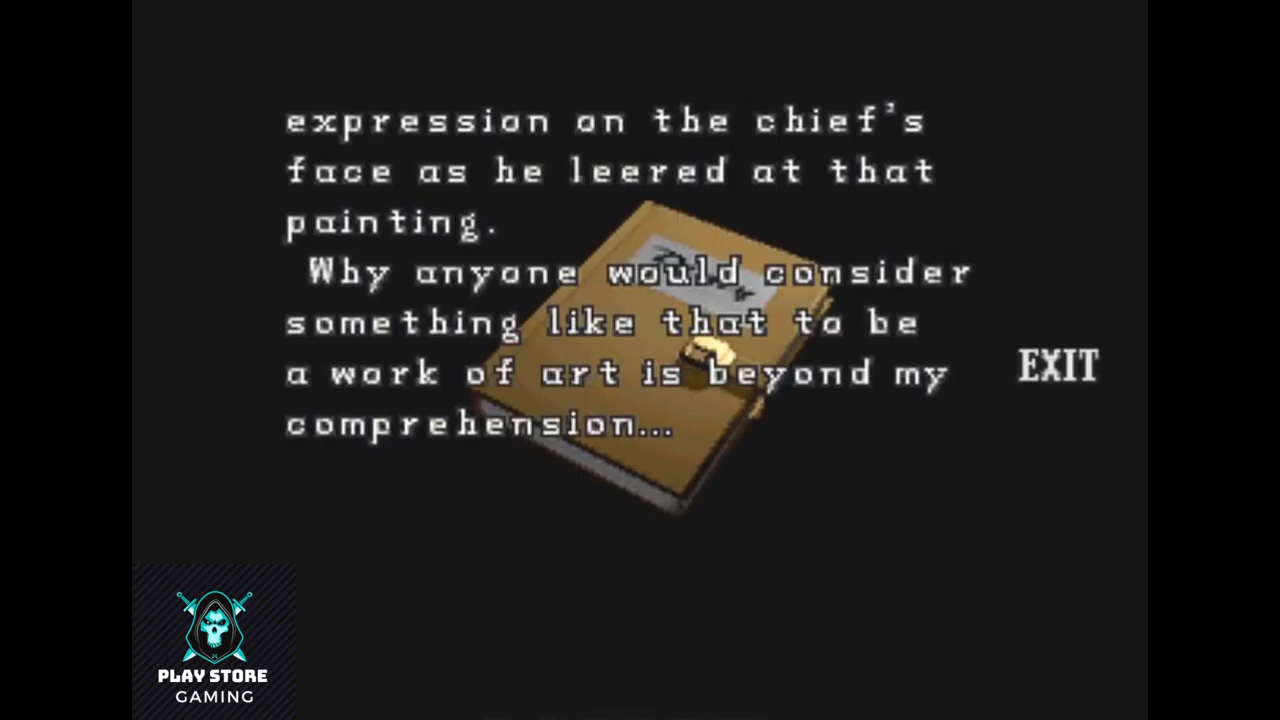 expression on the chief's
face as he leered at that
painting.
Why anyone would consider
something like that to be
a work of art is beyond my
comprehension...
EXIT
Diary
PLAY STORE
GAMING